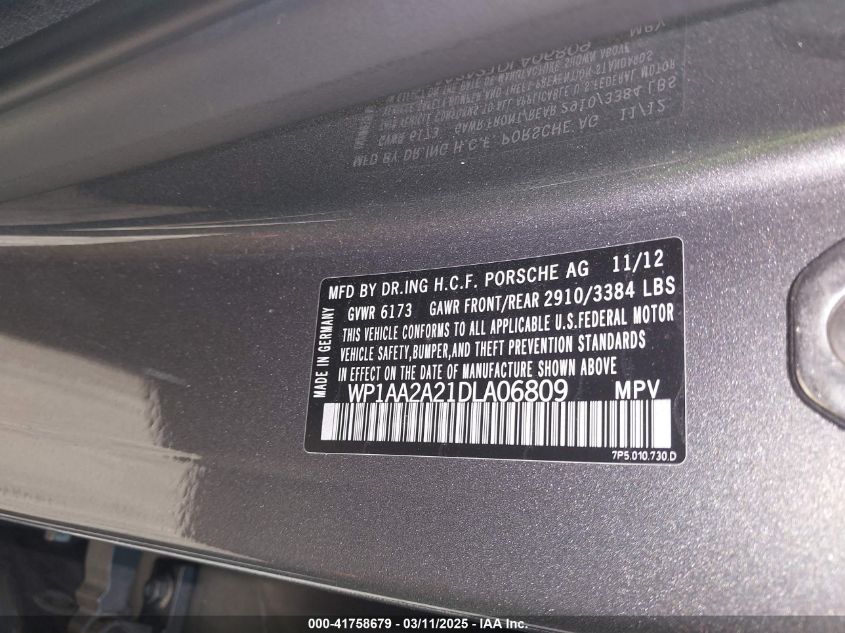 MFD BY DR.ING H.C.F. PORSCHE AG 11/12
GVWR 6173 GAWR FRONT/REAR 2910/3384 LBS
THIS VEHICLE CONFORMS TO ALL APPLICABLE U.S.FEDERAL MOTOR
VEHICLE SAFETY,BUMPER,AND THEFT PREVENTION STANDARDS
IN EFFECT ON THE DATE OF MANUFACTURE SHOWN ABOVE
WP1AA2A21DLA06809 MPV
7P5.010.730.D
MADE IN GERMANY
000-41758679 - 03/11/2025 - IAA Inc.